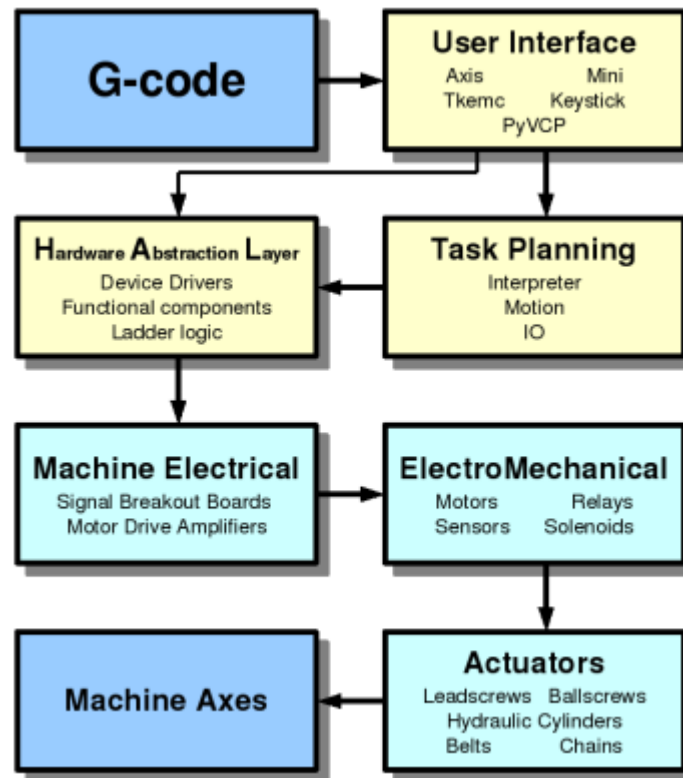 G-code
User Interface
Axis Mini
Tkemc Keystick
PyVCP
Hardware Abstraction Layer
Device Drivers
Functional components
Ladder logic
Task Planning
Interpreter
Motion
IO
Machine Electrical
Signal Breakout Boards
Motor Drive Amplifiers
ElectroMechanical
Motors Relays
Sensors Solenoids
Machine Axes
Actuators
Leadscrews Ballscrews
Hydraulic Cylinders
Belts Chains